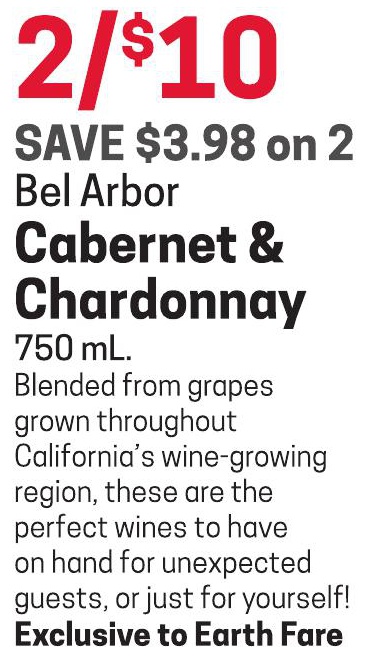 2/$10
SAVE $3.98 on 2
Bel Arbor
Cabernet &
Chardonnay
750 mL.
Blended from grapes
grown throughout
California's wine-growing
region, these are the
perfect wines to have
on hand for unexpected
guests, or just for yourself!
Exclusive to Earth Fare